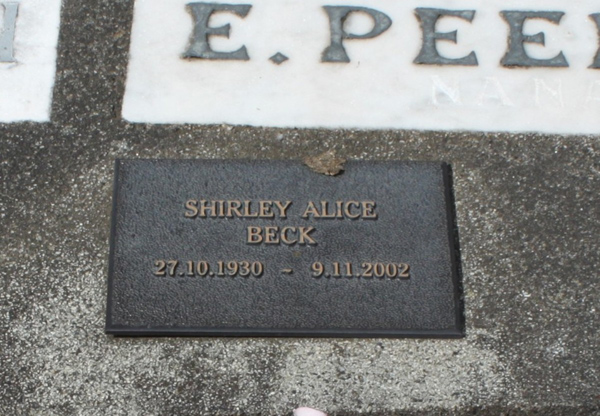 E. PEE
NANA
SHIRLEY ALICE
BECK
27.10.1930 ~ 9.11.2002